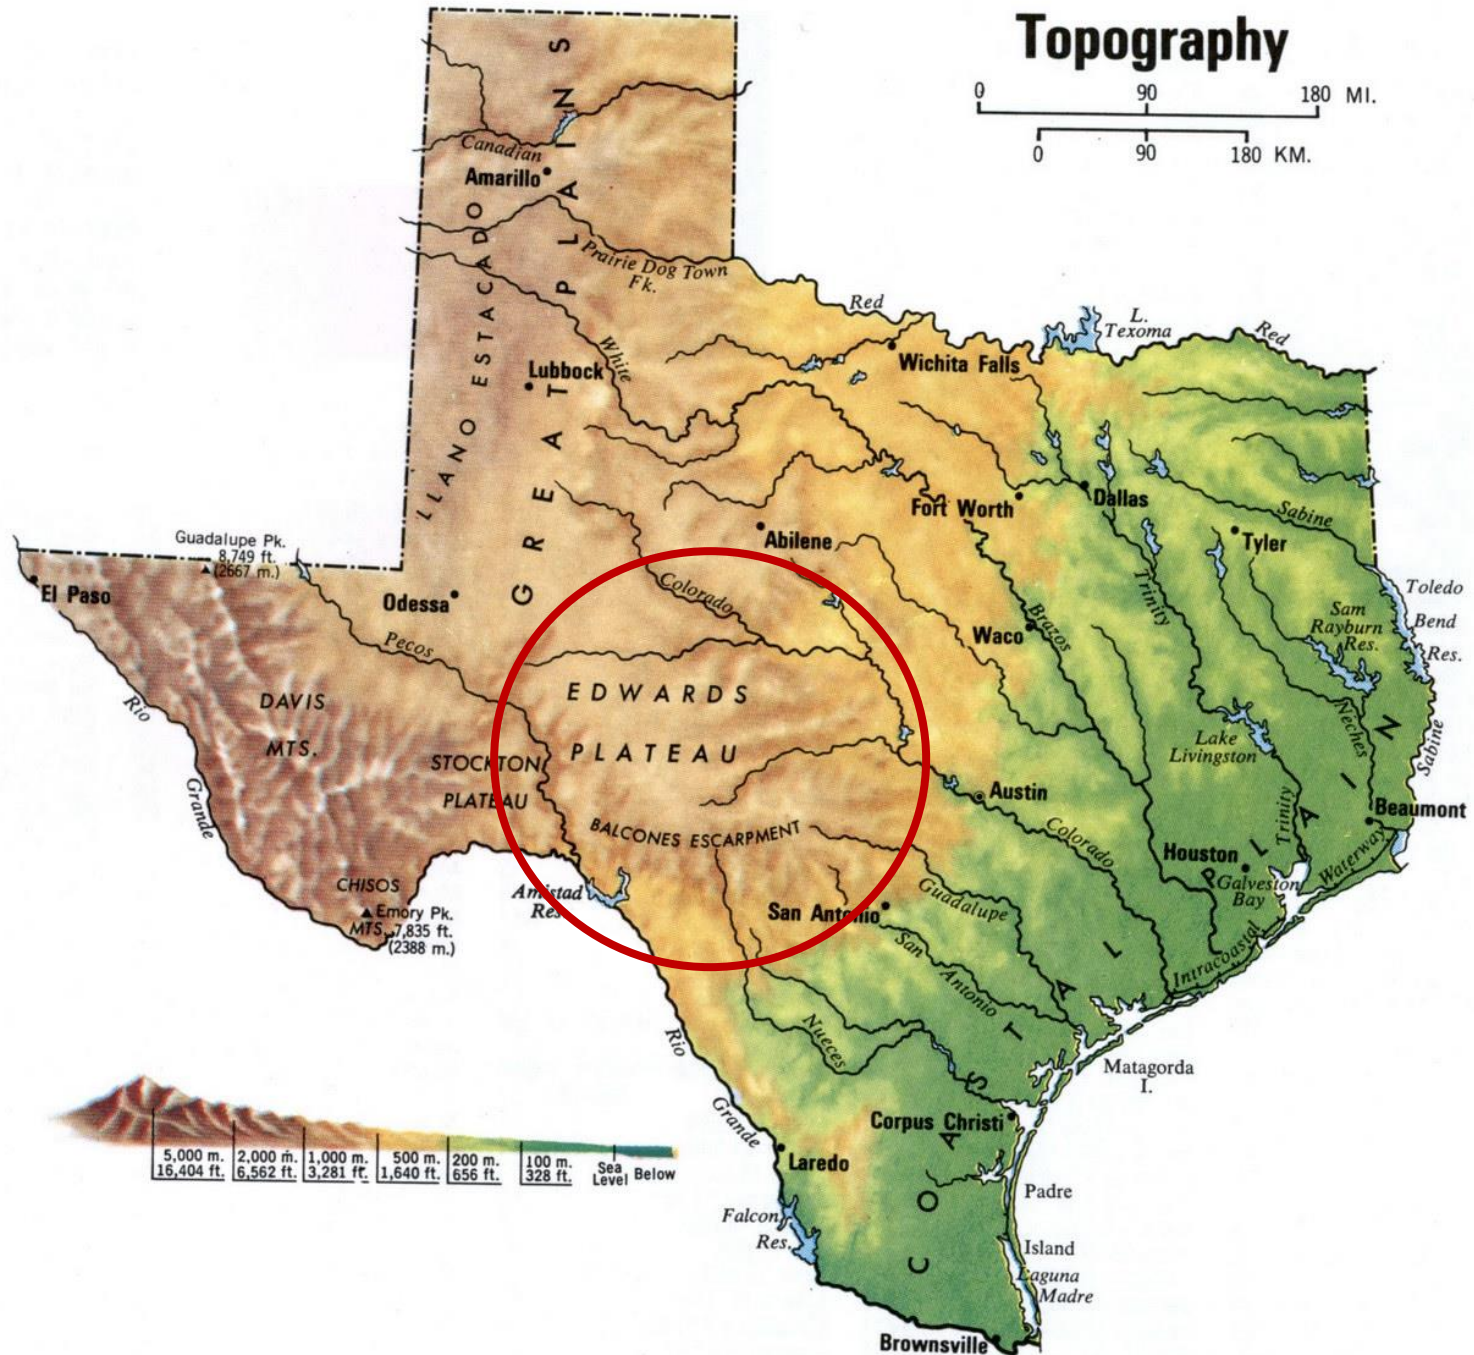 Topography
0 90 180 MI.
0 90 180 KM.
GREAT PLAINS
Canadian
Amarillo
LLANO ESTACADO
Prairie Dog Town
Fk.
Red
L.
Texoma
Red
White
Lubbock
Wichita Falls
Fort Worth
Dallas
Sabine
Tyler
Abilene
Guadalupe Pk.
8,749 ft.
(2667 m.)
El Paso
Odessa
Colorado
Pecos
Waco
Brazos
Trinity
Toledo
Bend
Res.
Sam
Rayburn
Res.
Rio
Grande
DAVIS
MTS.
EDWARDS
PLATEAU
STOCKTON
PLATEAU
Neches
Lake
Livingston
Sabine
Austin
BALCONES ESCARPMENT
Colorado
Trinity
Beaumont
Houston
Waterway
Galveston
Bay
CHISOS
MTS.
Emory Pk.
7,835 ft.
(2388 m.)
Amistad
Res.
San Antonio
Guadalupe
San Antonio
Intracoastal
COASTAL PLAIN
Nueces
Rio
Grande
Matagorda
I.
Corpus Christi
Laredo
5,000 m. 2,000 m. 1,000 m. 500 m. 200 m. 100 m. Sea Below
16,404 ft. 6,562 ft. 3,281 ft. 1,640 ft. 656 ft. 328 ft. Level
Padre
Island
Falcon
Res.
Laguna
Madre
Brownsville